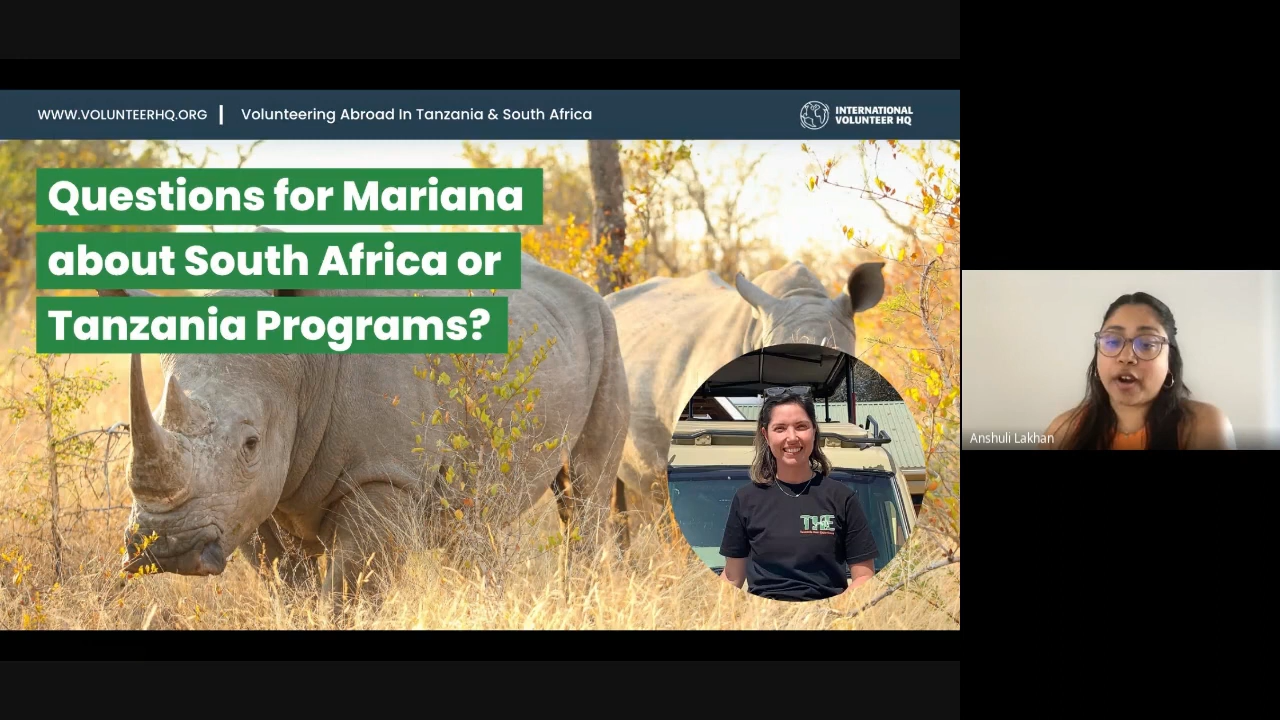 WWW.VOLUNTEERHQ.ORG | Volunteering Abroad In Tanzania & South Africa
INTERNATIONAL
VOLUNTEER HQ
Questions for Mariana
about South Africa or
Tanzania Programs?
THE
Anshuli Lakhan